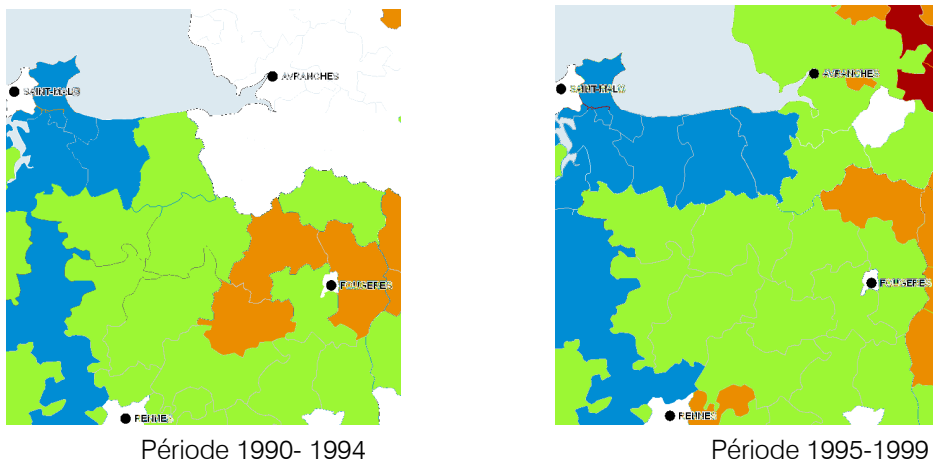 AVRANCHES
SAINT-MALO
FOUGERES
RENNES
Période 1990- 1994
AVRANCHES
SAINT-MALO
FOUGERES
RENNES
Période 1995-1999